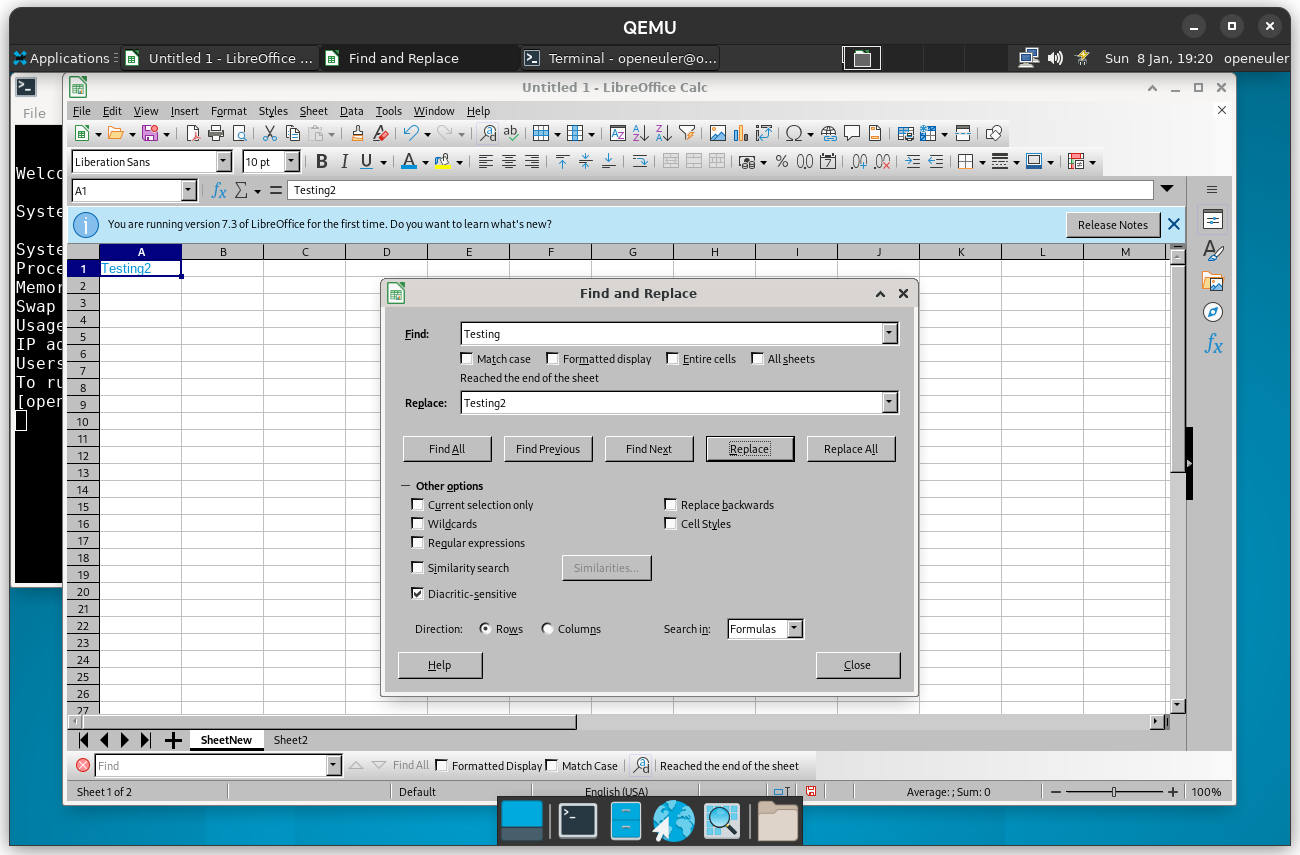 QEMU
Applications
Untitled 1 - LibreOffice ...
Find and Replace
Terminal - openeuler@o...
Sun 8 Jan, 19:20 openeuler
File
Welco
Syste
Syste
Proce
Memor
Swap
Usage
IP ad
Users
To ru
[open
Untitled 1 - LibreOffice Calc
File Edit View Insert Format Styles Sheet Data Tools Window Help
Liberation Sans
10 pt
A1
Testing2
You are running version 7.3 of LibreOffice for the first time. Do you want to learn what's new?
Release Notes
A B C D E F G H I J K L M
1 Testing2
2
3
4
5
6
7
8
9
10
11
12
13
14
15
16
17
18
19
20
21
22
23
24
25
26
27
Find and Replace
Find: Testing
Match case Formatted display Entire cells All sheets
Reached the end of the sheet
Replace: Testing2
Find All Find Previous Find Next Replace Replace All
Other options
Current selection only Replace backwards
Wildcards Cell Styles
Regular expressions
Similarity search Similarities...
Diacritic-sensitive
Direction: Rows Columns Search in: Formulas
Help Close
SheetNew Sheet2
Find Find All Formatted Display Match Case Reached the end of the sheet
Sheet 1 of 2 Default English (USA) Average: ; Sum: 0 100%